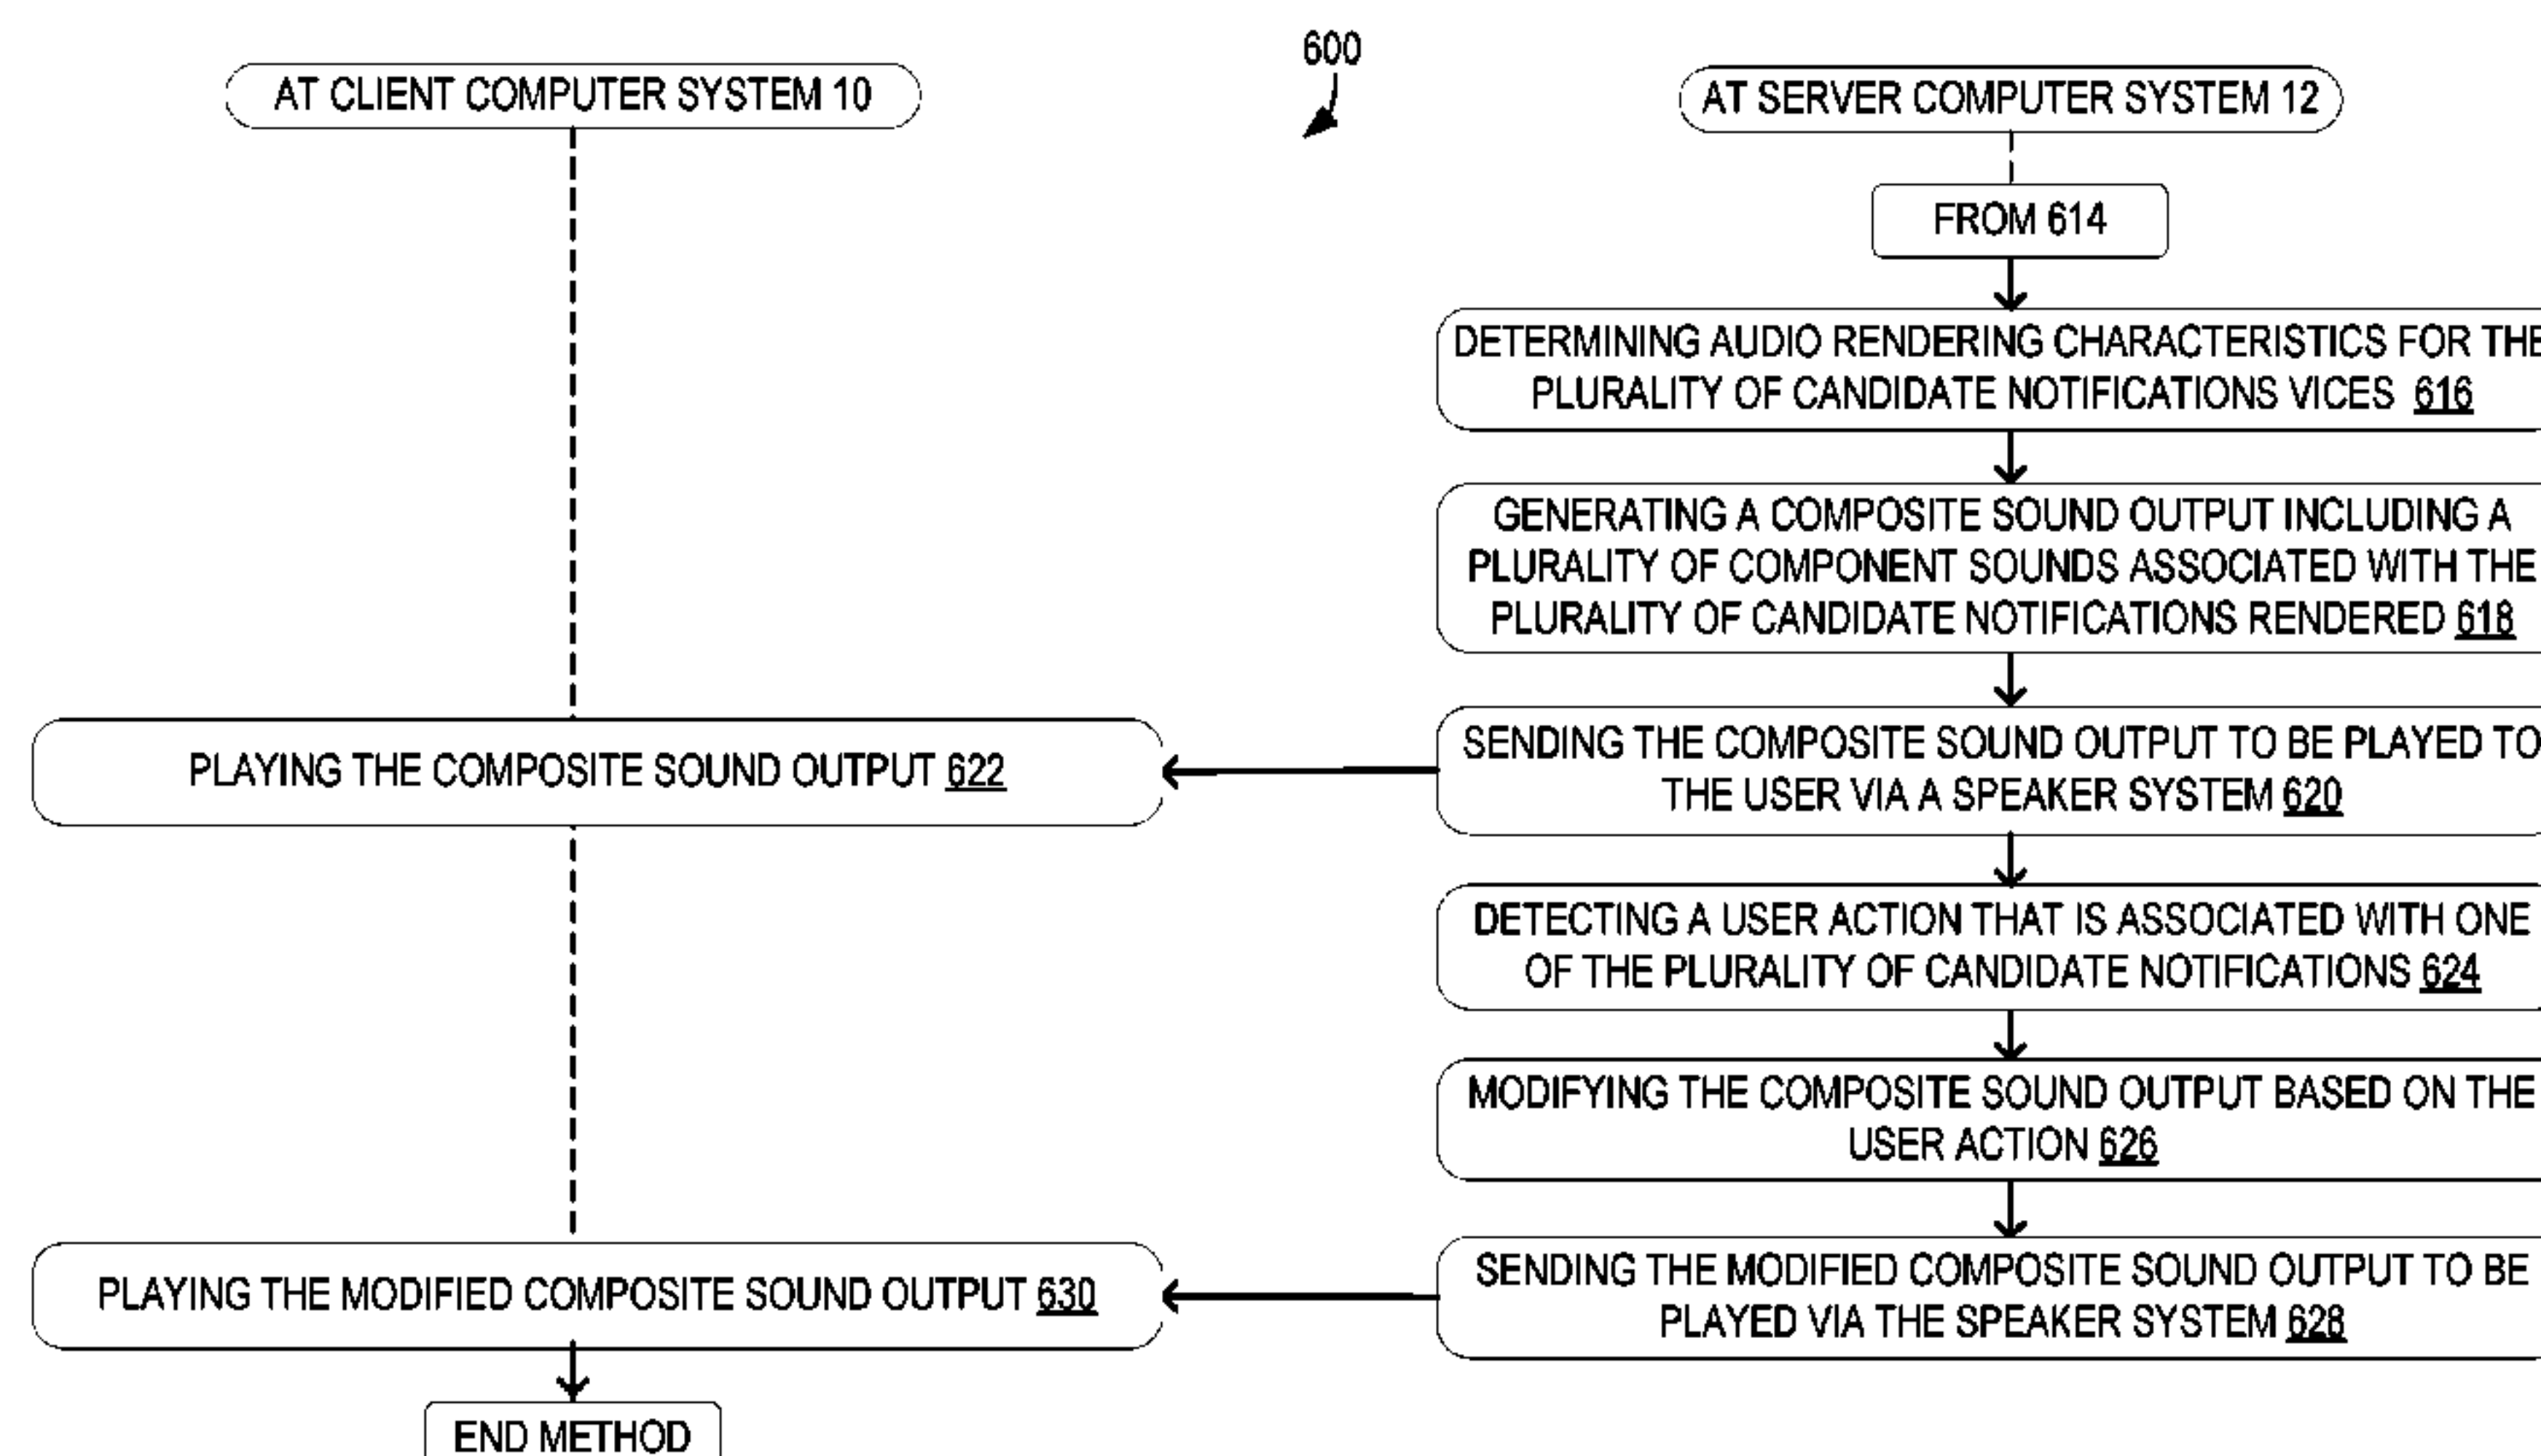 600
AT CLIENT COMPUTER SYSTEM 10
AT SERVER COMPUTER SYSTEM 12
FROM 614
DETERMINING AUDIO RENDERING CHARACTERISTICS FOR THE
PLURALITY OF CANDIDATE NOTIFICATIONS VICES 616
GENERATING A COMPOSITE SOUND OUTPUT INCLUDING A
PLURALITY OF COMPONENT SOUNDS ASSOCIATED WITH THE
PLURALITY OF CANDIDATE NOTIFICATIONS RENDERED 618
SENDING THE COMPOSITE SOUND OUTPUT TO BE PLAYED TO
THE USER VIA A SPEAKER SYSTEM 620
PLAYING THE COMPOSITE SOUND OUTPUT 622
DETECTING A USER ACTION THAT IS ASSOCIATED WITH ONE
OF THE PLURALITY OF CANDIDATE NOTIFICATIONS 624
MODIFYING THE COMPOSITE SOUND OUTPUT BASED ON THE
USER ACTION 626
SENDING THE MODIFIED COMPOSITE SOUND OUTPUT TO BE
PLAYED VIA THE SPEAKER SYSTEM 628
PLAYING THE MODIFIED COMPOSITE SOUND OUTPUT 630
END METHOD